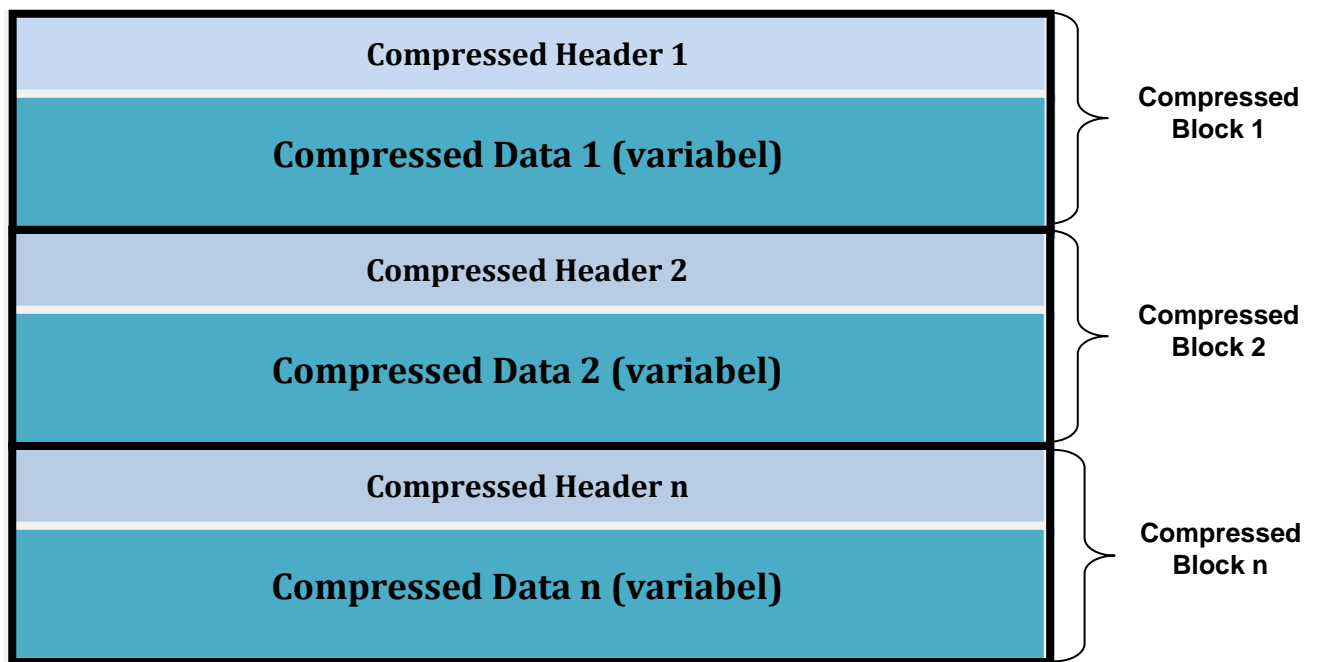 Compressed Header 1
Compressed Data 1 (variabel)
Compressed
Block 1
Compressed Header 2
Compressed Data 2 (variabel)
Compressed
Block 2
Compressed Header n
Compressed Data n (variabel)
Compressed
Block n